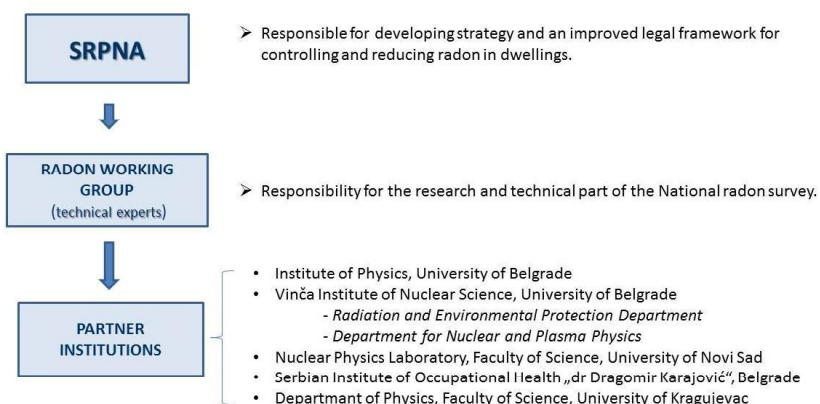 SRPNA
➢ Responsible for developing strategy and an improved legal framework for
controlling and reducing radon in dwellings.
RADON WORKING
GROUP
(technical experts)
➢ Responsibility for the research and technical part of the National radon survey.
PARTNER
INSTITUTIONS
• Institute of Physics, University of Belgrade
• Vinča Institute of Nuclear Science, University of Belgrade
- Radiation and Environmental Protection Department
- Department for Nuclear and Plasma Physics
• Nuclear Physics Laboratory, Faculty of Science, University of Novi Sad
• Serbian Institute of Occupational Health „dr Dragomir Karajović“, Belgrade
• Departmant of Physics, Faculty of Science, University of Kragujevac